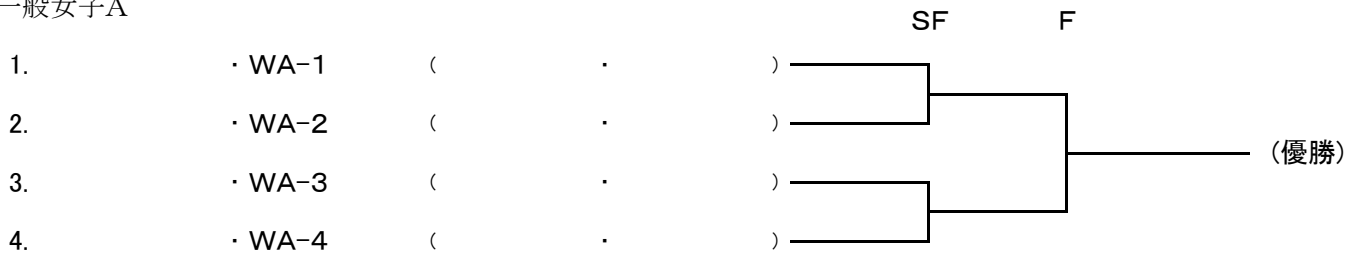 一般女子A
SF F
1. ・WA-1 ( ・ )
2. ・WA-2 ( ・ )
(優勝)
3. ・WA-3 ( ・ )
4. ・WA-4 ( ・ )